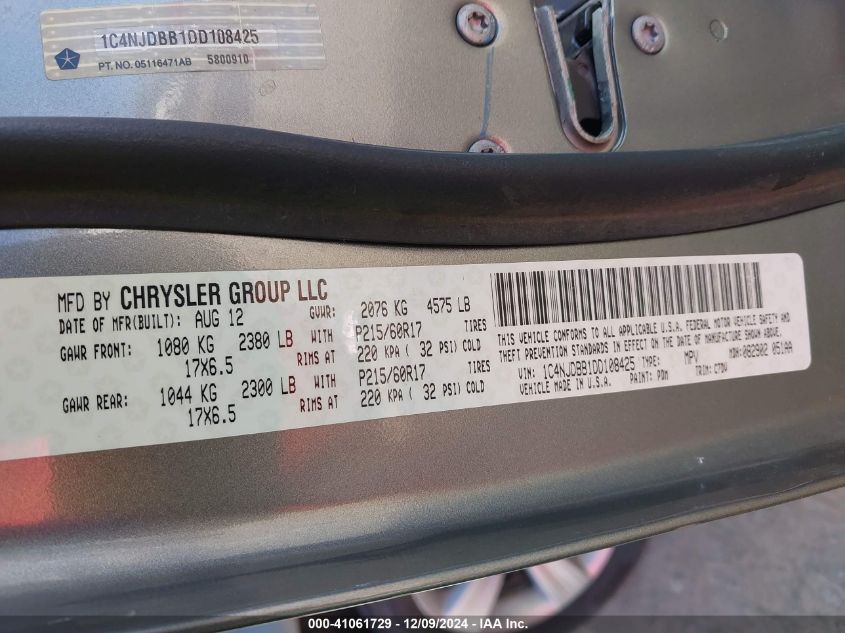 1C4NJDBB1DD108425
PT. NO. 05116471AB 5800910
MFD BY CHRYSLER GROUP LLC
DATE OF MFR(BUILT): AUG 12 GVWR: 2076 KG 4575 LB
GAWR FRONT: 1080 KG 2380 LB WITH P215/60R17 TIRES
17X6.5 RIMS AT 220 KPA ( 32 PSI) COLD
GAWR REAR: 1044 KG 2300 LB WITH P215/60R17 TIRES
17X6.5 RIMS AT 220 KPA ( 32 PSI) COLD
THIS VEHICLE CONFORMS TO ALL APPLICABLE U.S.A. FEDERAL MOTOR VEHICLE SAFETY AND
THEFT PREVENTION STANDARDS IN EFFECT ON THE DATE OF MANUFACTURE SHOWN ABOVE.
VIN: 1C4NJDBB1DD108425 TYPE: MPV MDH: 082902 051AA
VEHICLE MADE IN U.S.A. PAINT: PDM TRIM: C7DV
000-41061729 - 12/09/2024 - IAA Inc.